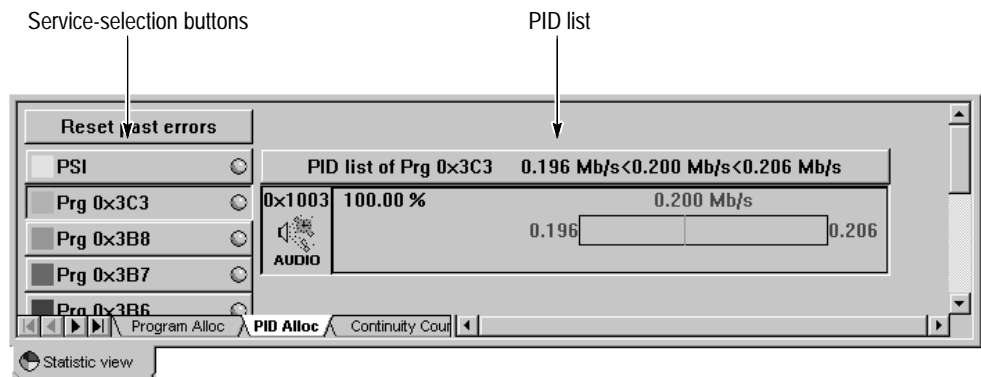 Service-selection buttons
PID list
Reset past errors
PSI
PID list of Prg 0x3C3 0.196 Mb/s<0.200 Mb/s<0.206 Mb/s
Prg 0x3C3
0x1003 100.00 % 0.200 Mb/s
Prg 0x3B8
0.196 0.206
AUDIO
Prg 0x3B7
Prg 0x3B6
Program Alloc PID Alloc Continuity Cour
Statistic view